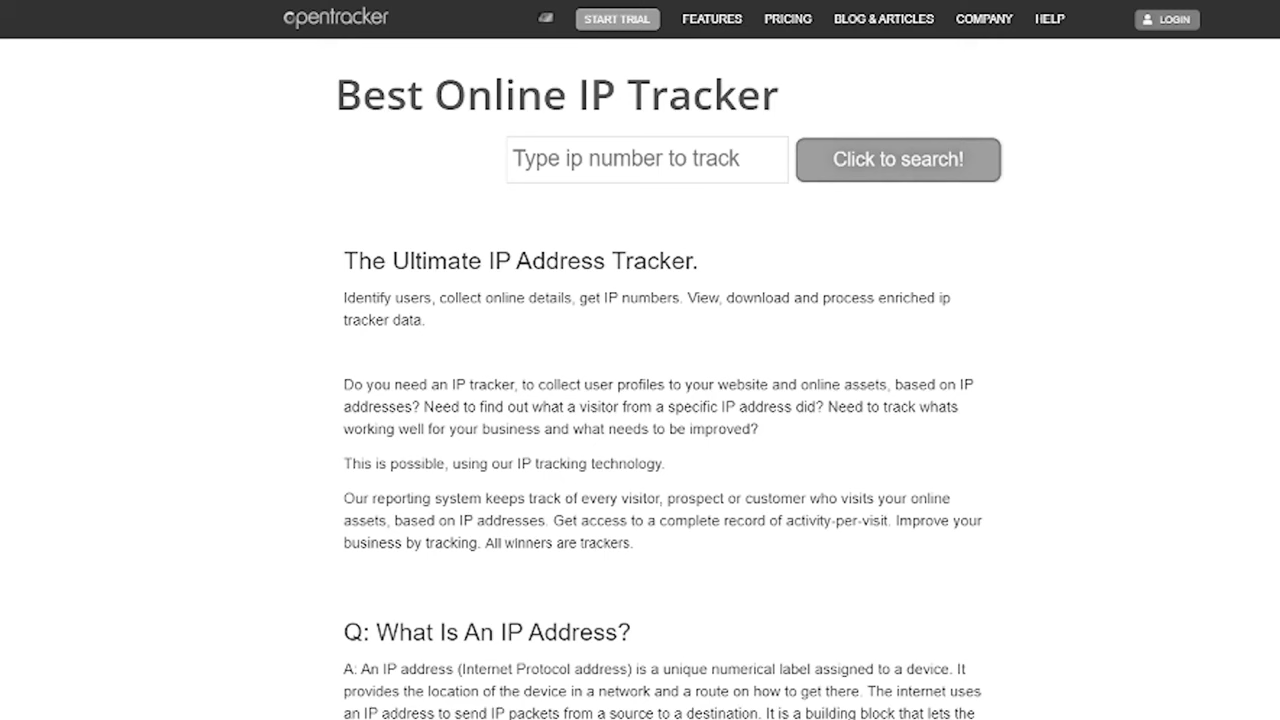 opentracker
START TRIAL FEATURES PRICING BLOG & ARTICLES COMPANY HELP LOGIN
Best Online IP Tracker
Type ip number to track Click to search!
The Ultimate IP Address Tracker.
Identify users, collect online details, get IP numbers. View, download and process enriched ip
tracker data.
Do you need an IP tracker, to collect user profiles to your website and online assets, based on IP
addresses? Need to find out what a visitor from a specific IP address did? Need to track whats
working well for your business and what needs to be improved?
This is possible, using our IP tracking technology.
Our reporting system keeps track of every visitor, prospect or customer who visits your online
assets, based on IP addresses. Get access to a complete record of activity-per-visit. Improve your
business by tracking. All winners are trackers.
Q: What Is An IP Address?
A: An IP address (Internet Protocol address) is a unique numerical label assigned to a device. It
provides the location of the device in a network and a route on how to get there. The internet uses
an IP address to send IP packets from a source to a destination. It is a building block that lets the